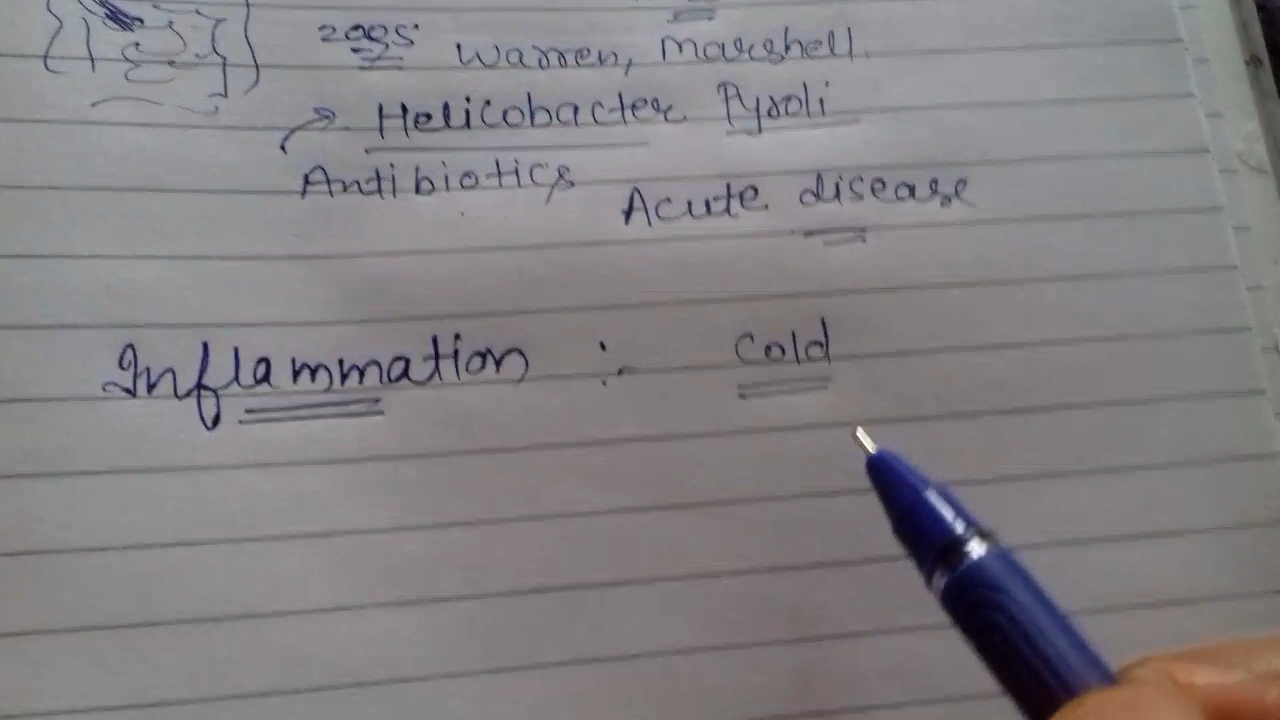 2005 Warren, Marshell.
Helicobacter Pyroli
Antibiotics
Acute disease
Inflammation :- Cold